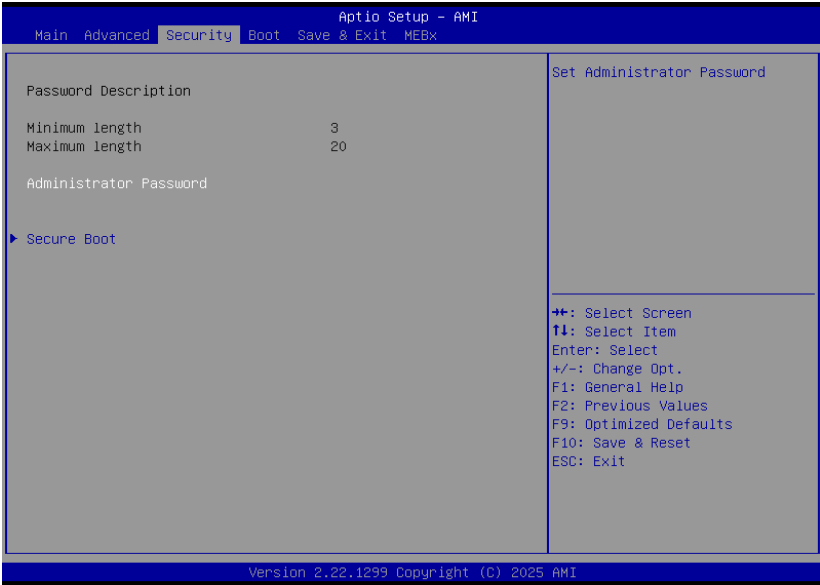 Aptio Setup – AMI
Main Advanced Security Boot Save & Exit MEBx
Password Description
Minimum length 3
Maximum length 20
Administrator Password
Secure Boot
Set Administrator Password
→←: Select Screen
↑↓: Select Item
Enter: Select
+/-: Change Opt.
F1: General Help
F2: Previous Values
F9: Optimized Defaults
F10: Save & Reset
ESC: Exit
Version 2.22.1299 Copyright (C) 2025 AMI